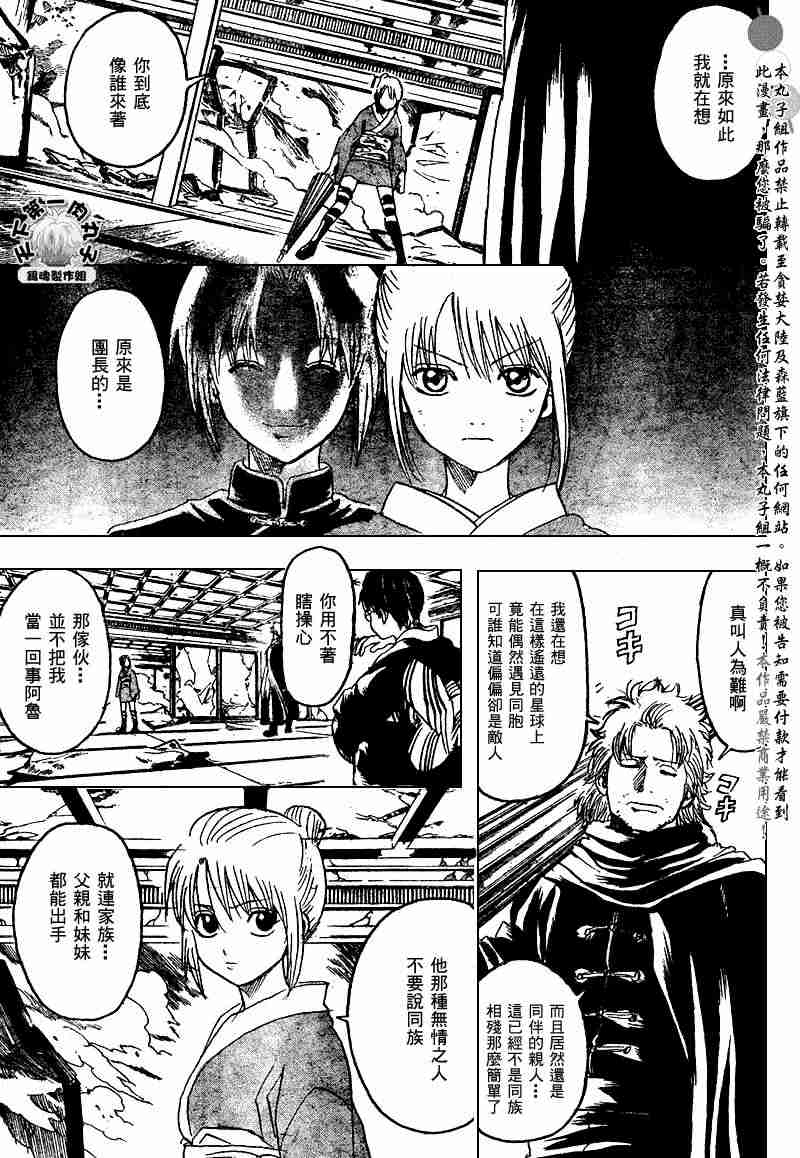 …原來如此
我就在想
你到底
像誰來著
天下第一肉丸子
鶴鳴製作組
原來是
團長的…
真叫人為難啊
コキ
コキ
我還在想
在這樣遙遠的星球上
竟能偶然遇見同胞
可誰知道偏偏卻是敵人
而且居然還是
同伴的親人…
這已經不是同族
相殘那麼簡單了
你用不著
瞎操心
那傢伙…
並不把我
當一回事阿魯
他那種無情之人
不要說同族
就連家族…
父親和妹妹
都能出手
本丸子組作品禁止轉載至貪婪大陸及森藍旗下的任何網站。如果您被告知需要付款才能看到
此漫畫，那麼您被騙了。若發生任何法律問題，本丸子組一概不負責！本作品嚴禁商業用途！